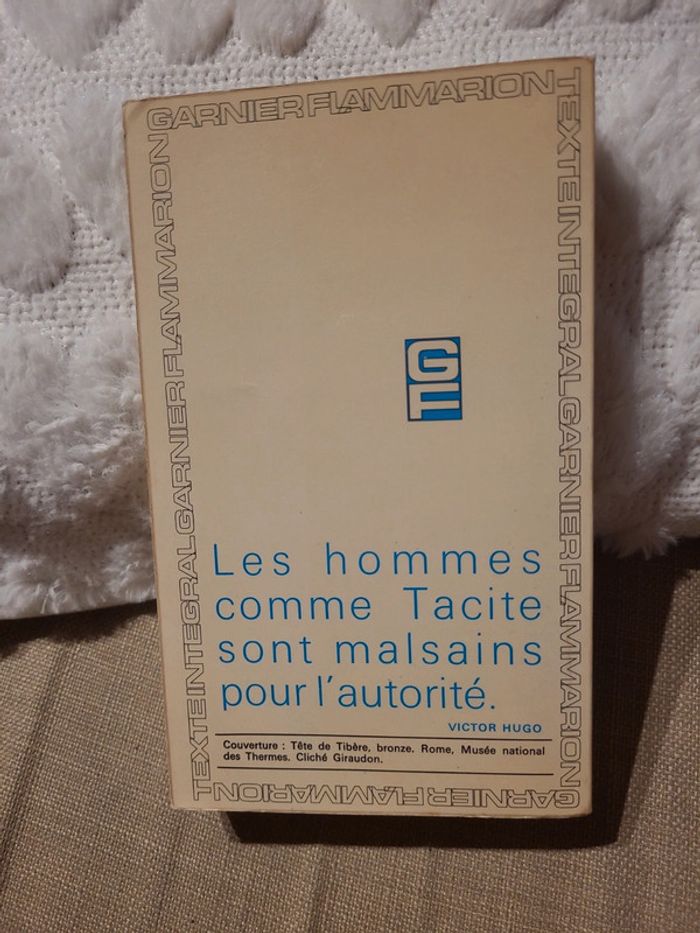 GARNIER FLAMMARION
TEXTE INTEGRAL GARNIER FLAMMARION
GF
Les hommes
comme Tacite
sont malsains
pour l'autorité.
VICTOR HUGO
Couverture : Tête de Tibère, bronze. Rome, Musée national
des Thermes. Cliché Giraudon.
GARNIER FLAMMARION
TEXTE INTEGRAL GARNIER FLAMMARION